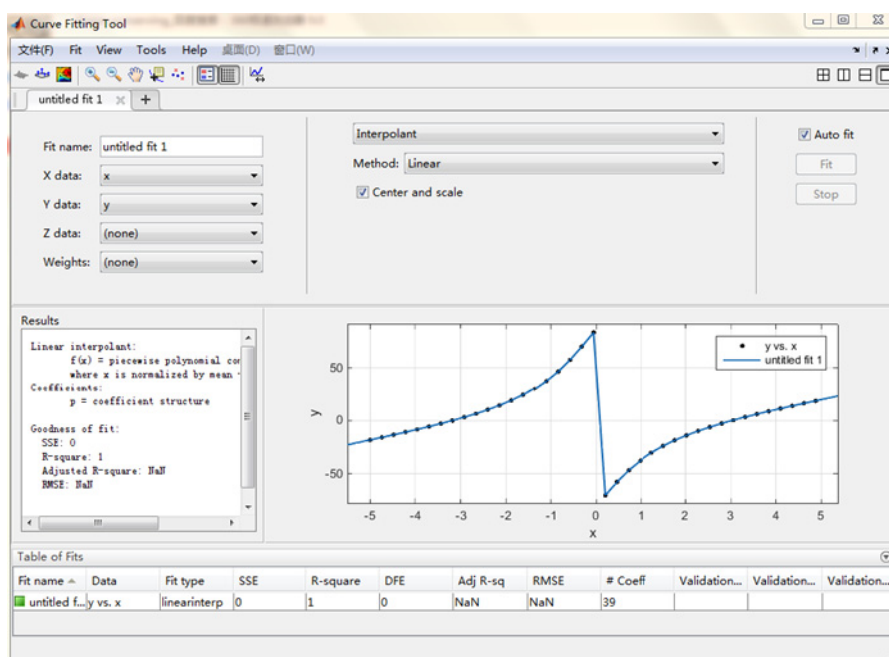 Curve Fitting Tool
文件(F) Fit View Tools Help 桌面(D) 窗口(W)
untitled fit 1
Fit name: untitled fit 1
X data: x
Y data: y
Z data: (none)
Weights: (none)
Interpolant
Method: Linear
Center and scale
Auto fit
Fit
Stop
Results
Linear interpolant:
f(x) = piecewise polynomial co
where x is normalized by mean
Coefficients:
p = coefficient structure
Goodness of fit:
SSE: 0
R-square: 1
Adjusted R-square: NaN
RMSE: NaN
y vs. x
untitled fit 1
50
0
-50
y
-5 -4 -3 -2 -1 0 1 2 3 4 5
x
Table of Fits
Fit name Data Fit type SSE R-square DFE Adj R-sq RMSE # Coeff Validation... Validation... Validation...
untitled f... y vs. x linearinterp 0 1 0 NaN NaN 39